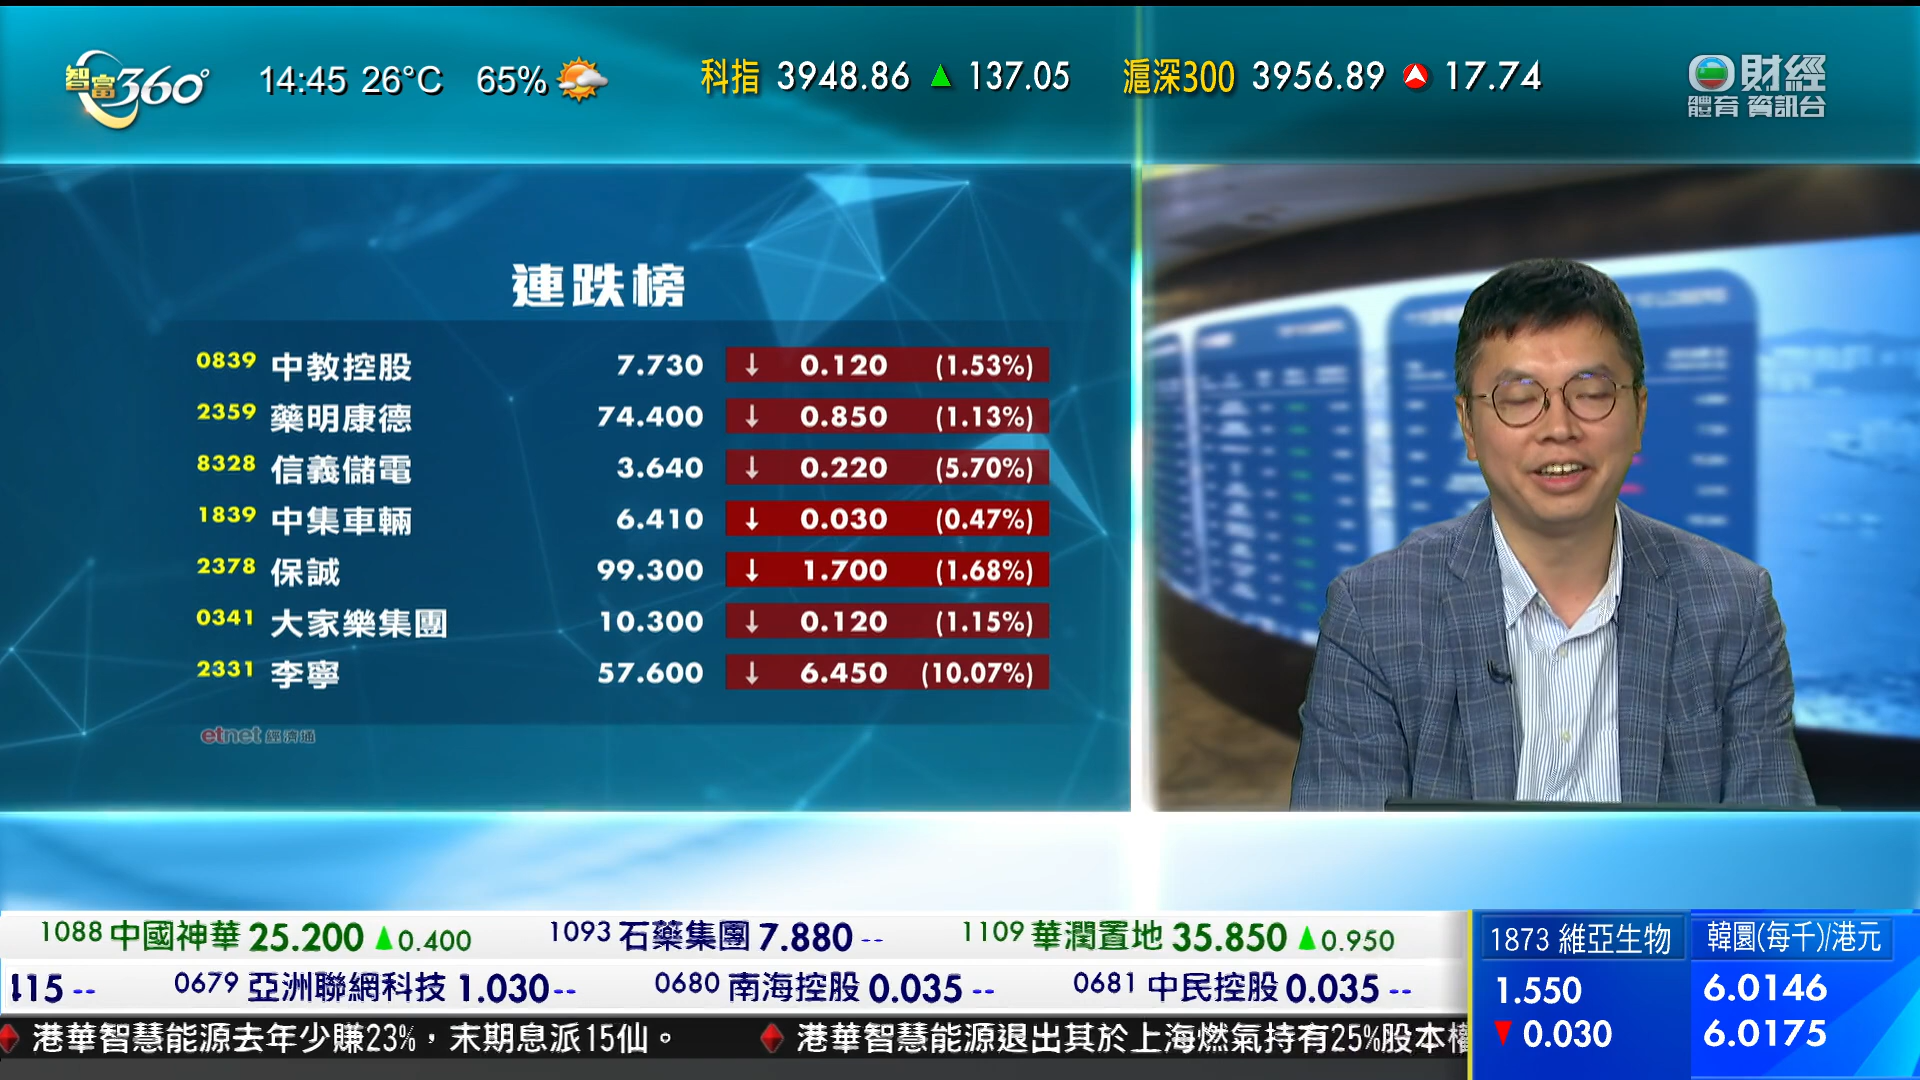 智富360°
14:45 26°C 65%
科指 3948.86 ▲ 137.05
滬深300 3956.89 ▲ 17.74
財經
體育 資訊台
連跌榜
0839 中教控股 7.730 ↓ 0.120 (1.53%)
2359 藥明康德 74.400 ↓ 0.850 (1.13%)
8328 信義儲電 3.640 ↓ 0.220 (5.70%)
1839 中集車輛 6.410 ↓ 0.030 (0.47%)
2378 保誠 99.300 ↓ 1.700 (1.68%)
0341 大家樂集團 10.300 ↓ 0.120 (1.15%)
2331 李寧 57.600 ↓ 6.450 (10.07%)
etnet 經濟通
1088 中國神華 25.200 ▲ 0.400 1093 石藥集團 7.880 -- 1109 華潤置地 35.850 ▲ 0.950
115 -- 0679 亞洲聯網科技 1.030 -- 0680 南海控股 0.035 -- 0681 中民控股 0.035 --
港華智慧能源去年少賺23%，末期息派15仙。 港華智慧能源退出其於上海燃氣持有25%股本權
1873 維亞生物
1.550
▼ 0.030
韓圜(每千)/港元
6.0146
6.0175